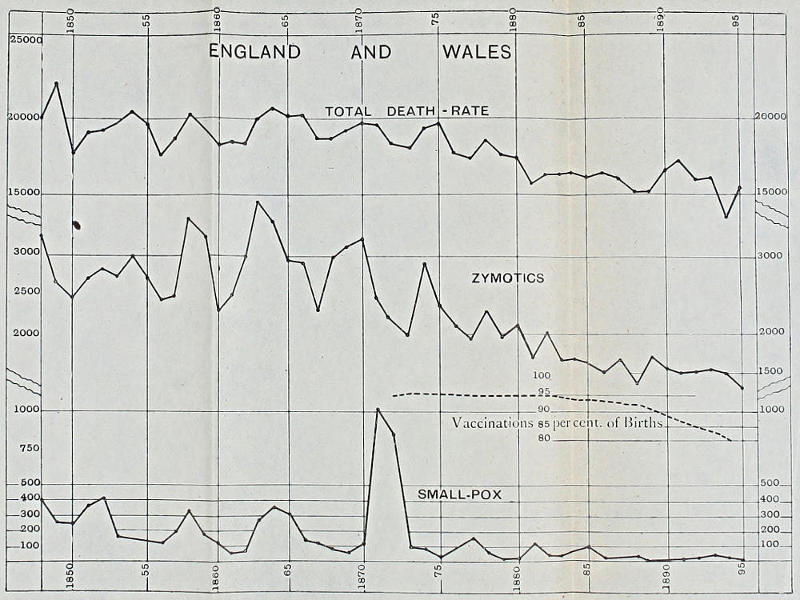 1850 55 1860 65 1870 75 1880 85 1890 95
25000
ENGLAND AND WALES
TOTAL DEATH-RATE
20000 20000
15000 15000
3000 3000
ZYMOTICS
2500
2000 2000
100
1500
95
90
1000 1000
Vaccinations 85 per cent. of Births
80
750
500 500
SMALL-POX
400 400
300 300
200 200
100 100
1850 55 1860 65 1870 75 1880 85 1890 95